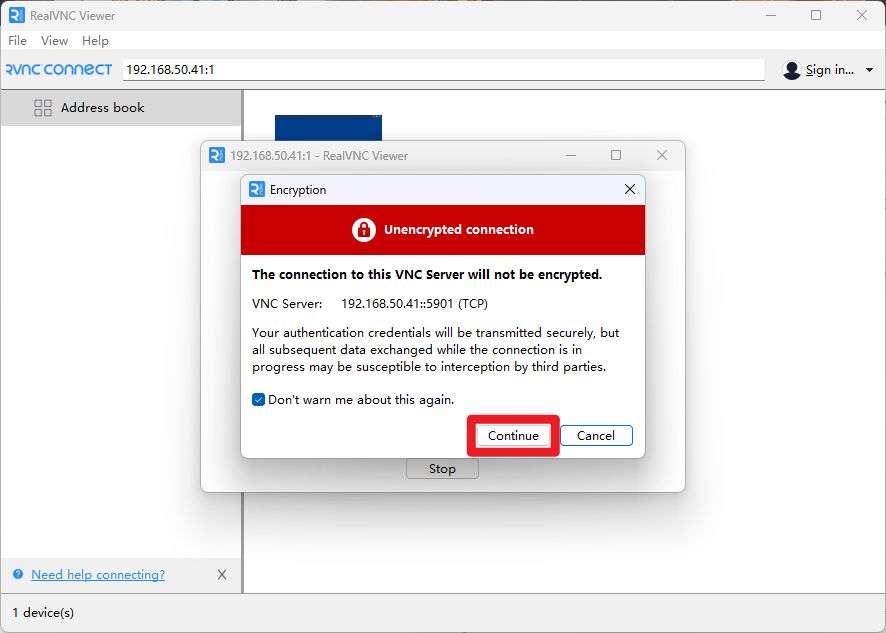 RealVNC Viewer
File View Help
RVNC CONNECT 192.168.50.41:1 Sign in...
Address book
192.168.50.41:1 - RealVNC Viewer
Encryption
Unencrypted connection
The connection to this VNC Server will not be encrypted.
VNC Server: 192.168.50.41::5901 (TCP)
Your authentication credentials will be transmitted securely, but
all subsequent data exchanged while the connection is in
progress may be susceptible to interception by third parties.
Don't warn me about this again.
Continue Cancel
Stop
Need help connecting?
1 device(s)